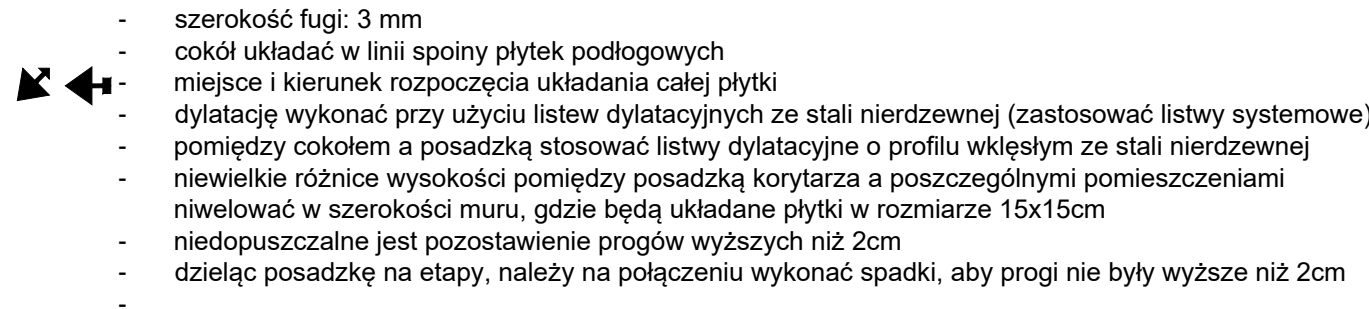 - szerokość fugi: 3 mm
- cokół układać w linii spoiny płytek podłogowych
- miejsce i kierunek rozpoczęcia układania całej płytki
- dylatację wykonać przy użyciu listew dylatacyjnych ze stali nierdzewnej (zastosować listwy systemowe)
- pomiędzy cokołem a posadzką stosować listwy dylatacyjne o profilu wklęsłym ze stali nierdzewnej
- niewielkie różnice wysokości pomiędzy posadzką korytarza a poszczególnymi pomieszczeniami
niwelować w szerokości muru, gdzie będą układane płytki w rozmiarze 15x15cm
- niedopuszczalne jest pozostawienie progów wyższych niż 2cm
- dzieląc posadzkę na etapy, należy na połączeniu wykonać spadki, aby progi nie były wyższe niż 2cm
-